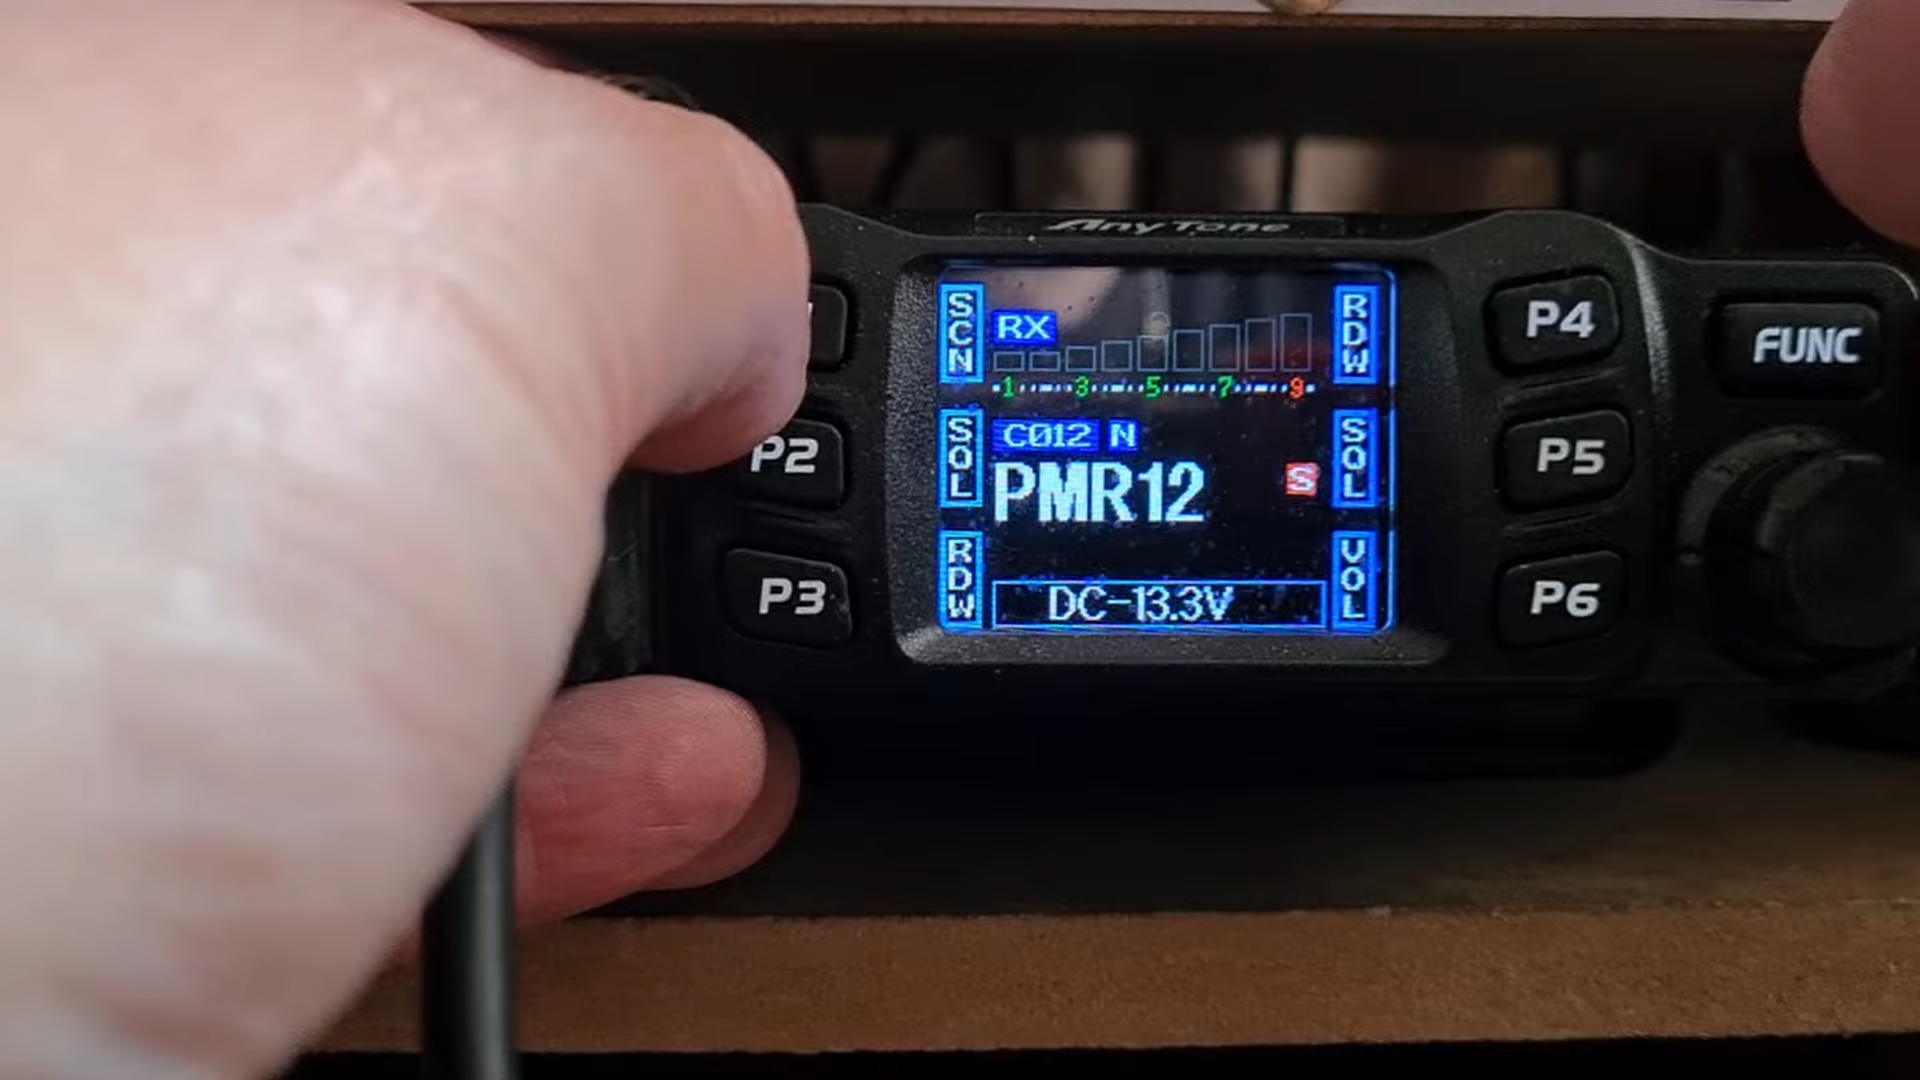 AnyTone
SCN
RX
RDW
1 3 5 7 9
P4
FUNC
SQL
C012 N
SQL
P2
PMR12
S
P5
RDW
DC-13.3V
VOL
P3
P6